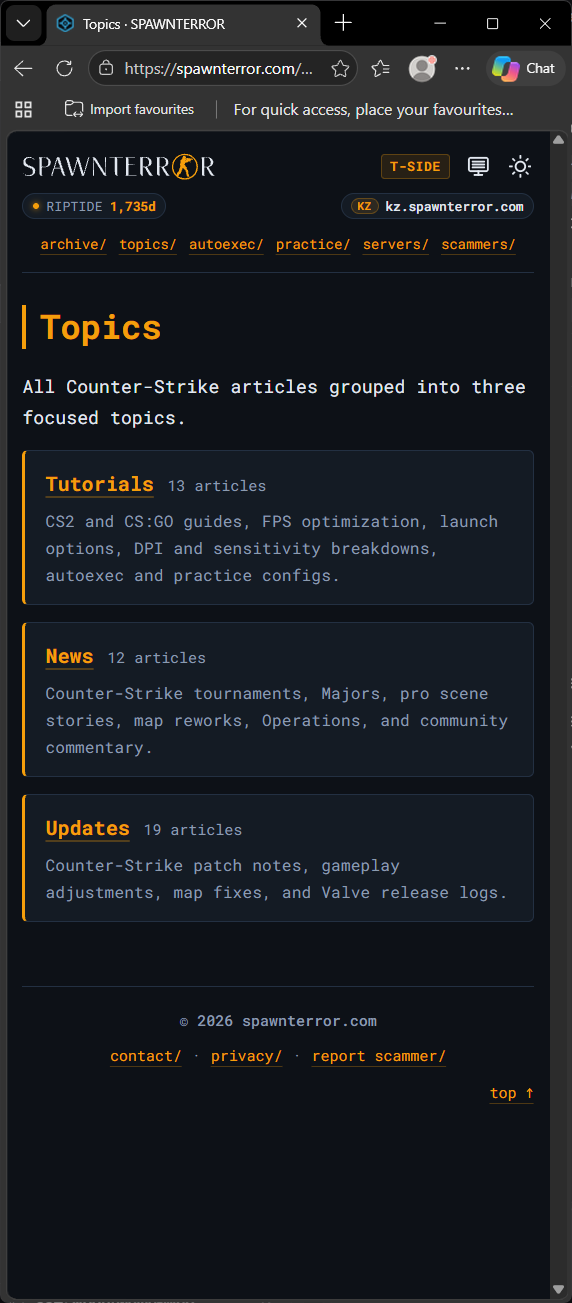 Topics · SPAWNTERROR
https://spawnterror.com/...
Chat
Import favourites
For quick access, place your favourites...
SPAWNTERROR
T-SIDE
RIPTIDE 1,735d
KZ kz.spawnterror.com
archive/ topics/ autoexec/ practice/ servers/ scammers/
Topics
All Counter-Strike articles grouped into three
focused topics.
Tutorials 13 articles
CS2 and CS:GO guides, FPS optimization, launch
options, DPI and sensitivity breakdowns,
autoexec and practice configs.
News 12 articles
Counter-Strike tournaments, Majors, pro scene
stories, map reworks, Operations, and community
commentary.
Updates 19 articles
Counter-Strike patch notes, gameplay
adjustments, map fixes, and Valve release logs.
© 2026 spawnterror.com
contact/ · privacy/ · report scammer/
top ↑